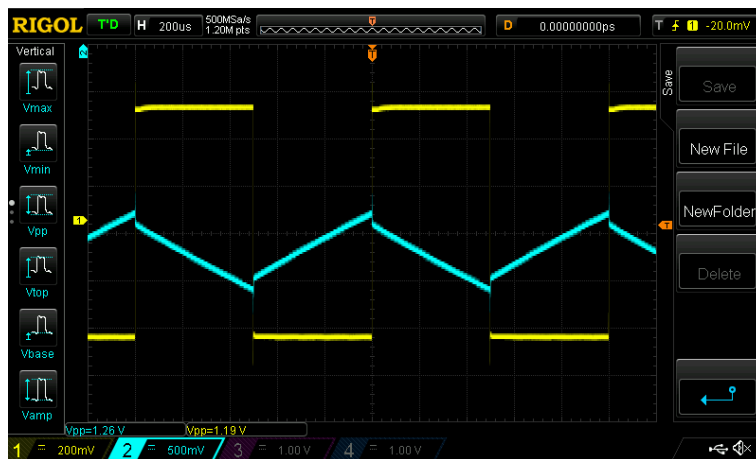 RIGOL T'D H 200us 500MSa/s 1.20M pts D 0.00000000ps T 1 -20.0mV
Vertical
Vmax
Vmin
Vpp
Vtop
Vbase
Vamp
T
T
1
Save
Save
New File
NewFolder
Delete
Vpp=1.26 V Vpp=1.19 V
1 200mV 2 500mV 3 1.00 V 4 1.00 V